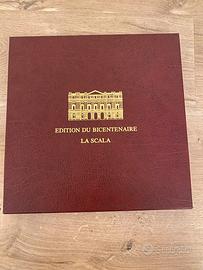 EDITION DU BICENTENAIRE
LA SCALA